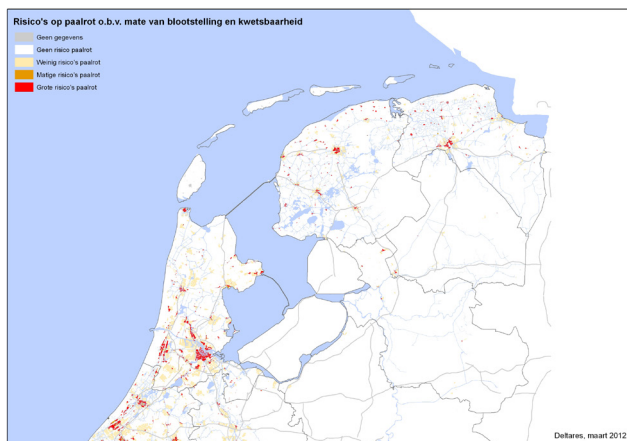 Risico's op paalrot o.b.v. mate van blootstelling en kwetsbaarheid
Geen gegevens
Geen risico paalrot
Weinig risico's paalrot
Matige risico's paalrot
Grote risico's paalrot
Deltares, maart 2012